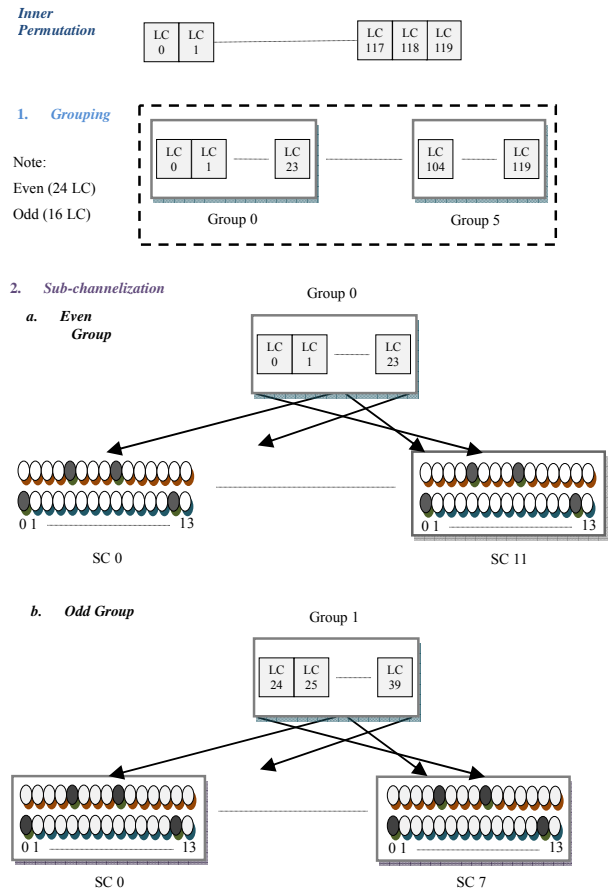 Inner
Permutation
LC 0 LC 1 LC 117 LC 118 LC 119
1. Grouping
Note:
Even (24 LC)
Odd (16 LC)
LC 0 LC 1 LC 23
Group 0
LC 104 LC 119
Group 5
2. Sub-channelization
a. Even
Group
Group 0
LC 0 LC 1 LC 23
0 1 13
SC 0
0 1 13
SC 11
b. Odd Group
Group 1
LC 24 LC 25 LC 39
0 1 13
SC 0
0 1 13
SC 7